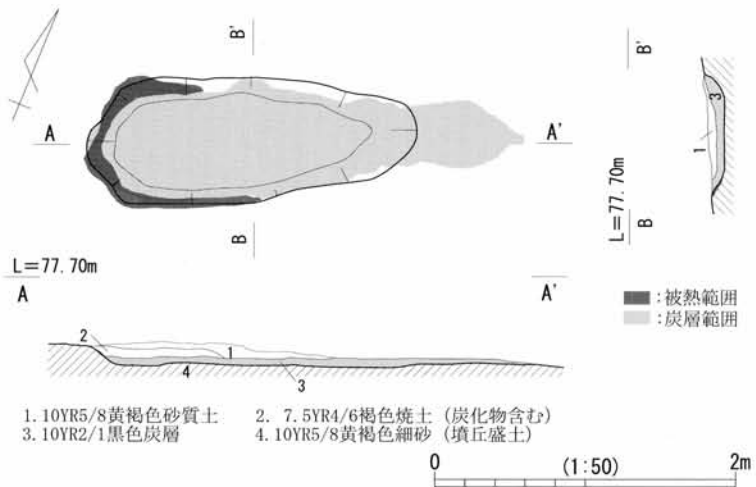 B'
B'
A
A'
3
1
B
B
L=77.70m
L=77.70m
A
A'
■:被熱範囲
■:炭層範囲
2
1
4
3
1.10YR5/8黄褐色砂質土 2. 7.5YR4/6褐色焼土 (炭化物含む)
3.10YR2/1黒色炭層 4.10YR5/8黄褐色細砂 (墳丘盛土)
0 (1:50) 2m